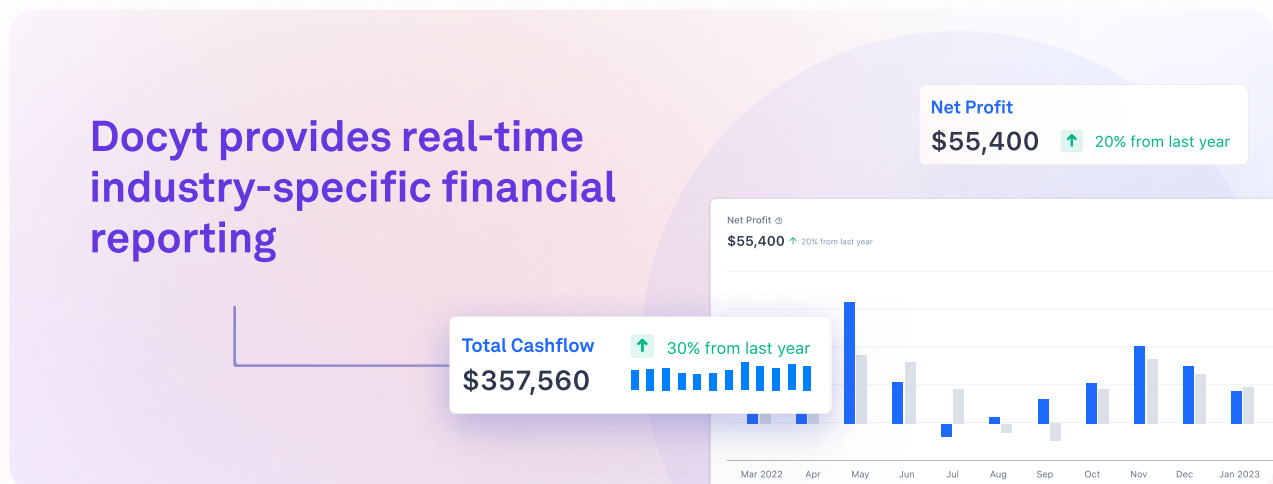 Docyt provides real-time
industry-specific financial
reporting
Net Profit
$55,400
20% from last year
Net Profit
$55,400 20% from last year
Total Cashflow
30% from last year
$357,560
Mar 2022 Apr May Jun Jul Aug Sep Oct Nov Dec Jan 2023